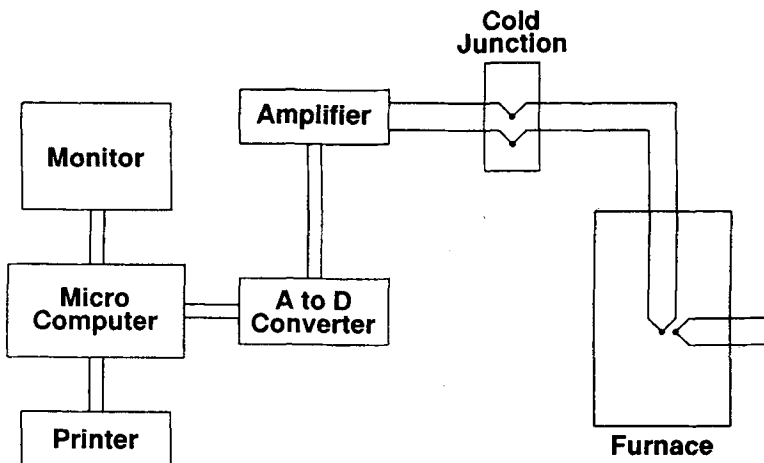 Cold
Junction
Amplifier
Monitor
Micro
Computer
A to D
Converter
Printer
Furnace